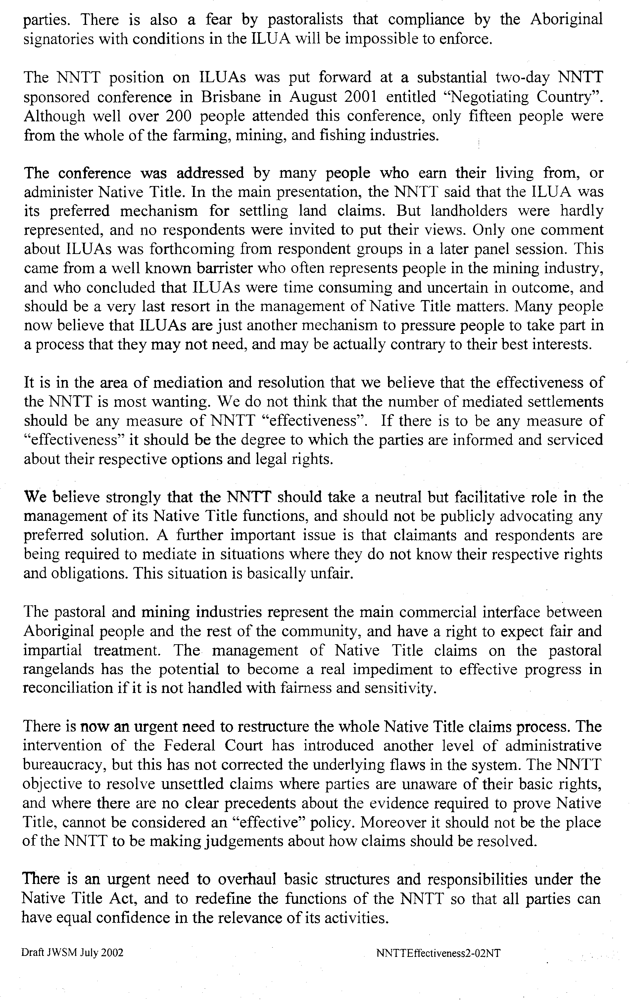 parties. There is also a fear by pastoralists that compliance by the Aboriginal
signatories with conditions in the ILUA will be impossible to enforce.
The NNTT position on ILUAs was put forward at a substantial two-day NNTT
sponsored conference in Brisbane in August 2001 entitled “Negotiating Country”.
Although well over 200 people attended this conference, only fifteen people were
from the whole of the farming, mining, and fishing industries.
The conference was addressed by many people who earn their living from, or
administer Native Title. In the main presentation, the NNTT said that the ILUA was
its preferred mechanism for settling land claims. But landholders were hardly
represented, and no respondents were invited to put their views. Only one comment
about ILUAs was forthcoming from respondent groups in a later panel session. This
came from a well known barrister who often represents people in the mining industry,
and who concluded that ILUAs were time consuming and uncertain in outcome, and
should be a very last resort in the management of Native Title matters. Many people
now believe that ILUAs are just another mechanism to pressure people to take part in
a process that they may not need, and may be actually contrary to their best interests.
It is in the area of mediation and resolution that we believe that the effectiveness of
the NNTT is most wanting. We do not think that the number of mediated settlements
should be any measure of NNTT “effectiveness”. If there is to be any measure of
“effectiveness” it should be the degree to which the parties are informed and serviced
about their respective options and legal rights.
We believe strongly that the NNTT should take a neutral but facilitative role in the
management of its Native Title functions, and should not be publicly advocating any
preferred solution. A further important issue is that claimants and respondents are
being required to mediate in situations where they do not know their respective rights
and obligations. This situation is basically unfair.
The pastoral and mining industries represent the main commercial interface between
Aboriginal people and the rest of the community, and have a right to expect fair and
impartial treatment. The management of Native Title claims on the pastoral
rangelands has the potential to become a real impediment to effective progress in
reconciliation if it is not handled with fairness and sensitivity.
There is now an urgent need to restructure the whole Native Title claims process. The
intervention of the Federal Court has introduced another level of administrative
bureaucracy, but this has not corrected the underlying flaws in the system. The NNTT
objective to resolve unsettled claims where parties are unaware of their basic rights,
and where there are no clear precedents about the evidence required to prove Native
Title, cannot be considered an “effective” policy. Moreover it should not be the place
of the NNTT to be making judgements about how claims should be resolved.
There is an urgent need to overhaul basic structures and responsibilities under the
Native Title Act, and to redefine the functions of the NNTT so that all parties can
have equal confidence in the relevance of its activities.
Draft JWSM July 2002 NNTTEffectiveness2-02NT